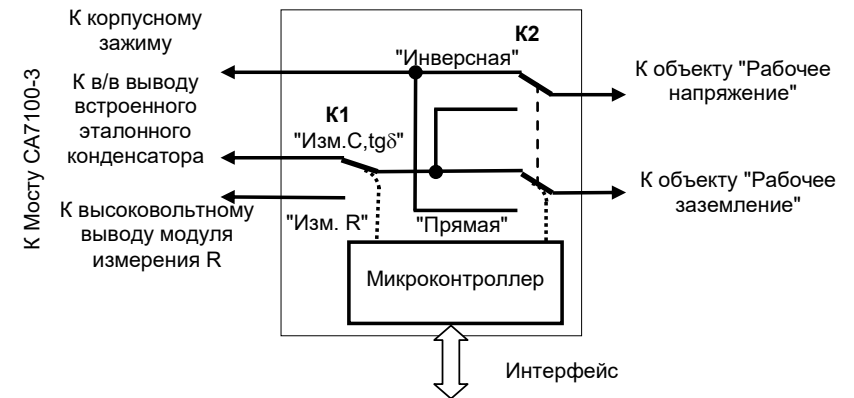 К Мосту СА7100-3
К корпусному
зажиму
К в/в выводу
встроенного
эталонного
конденсатора
К высоковольтному
выводу модуля
измерения R
К1
"Изм.С,tgδ"
"Изм. R"
"Инверсная"
К2
"Прямая"
Микроконтроллер
К объекту "Рабочее
напряжение"
К объекту "Рабочее
заземление"
Интерфейс